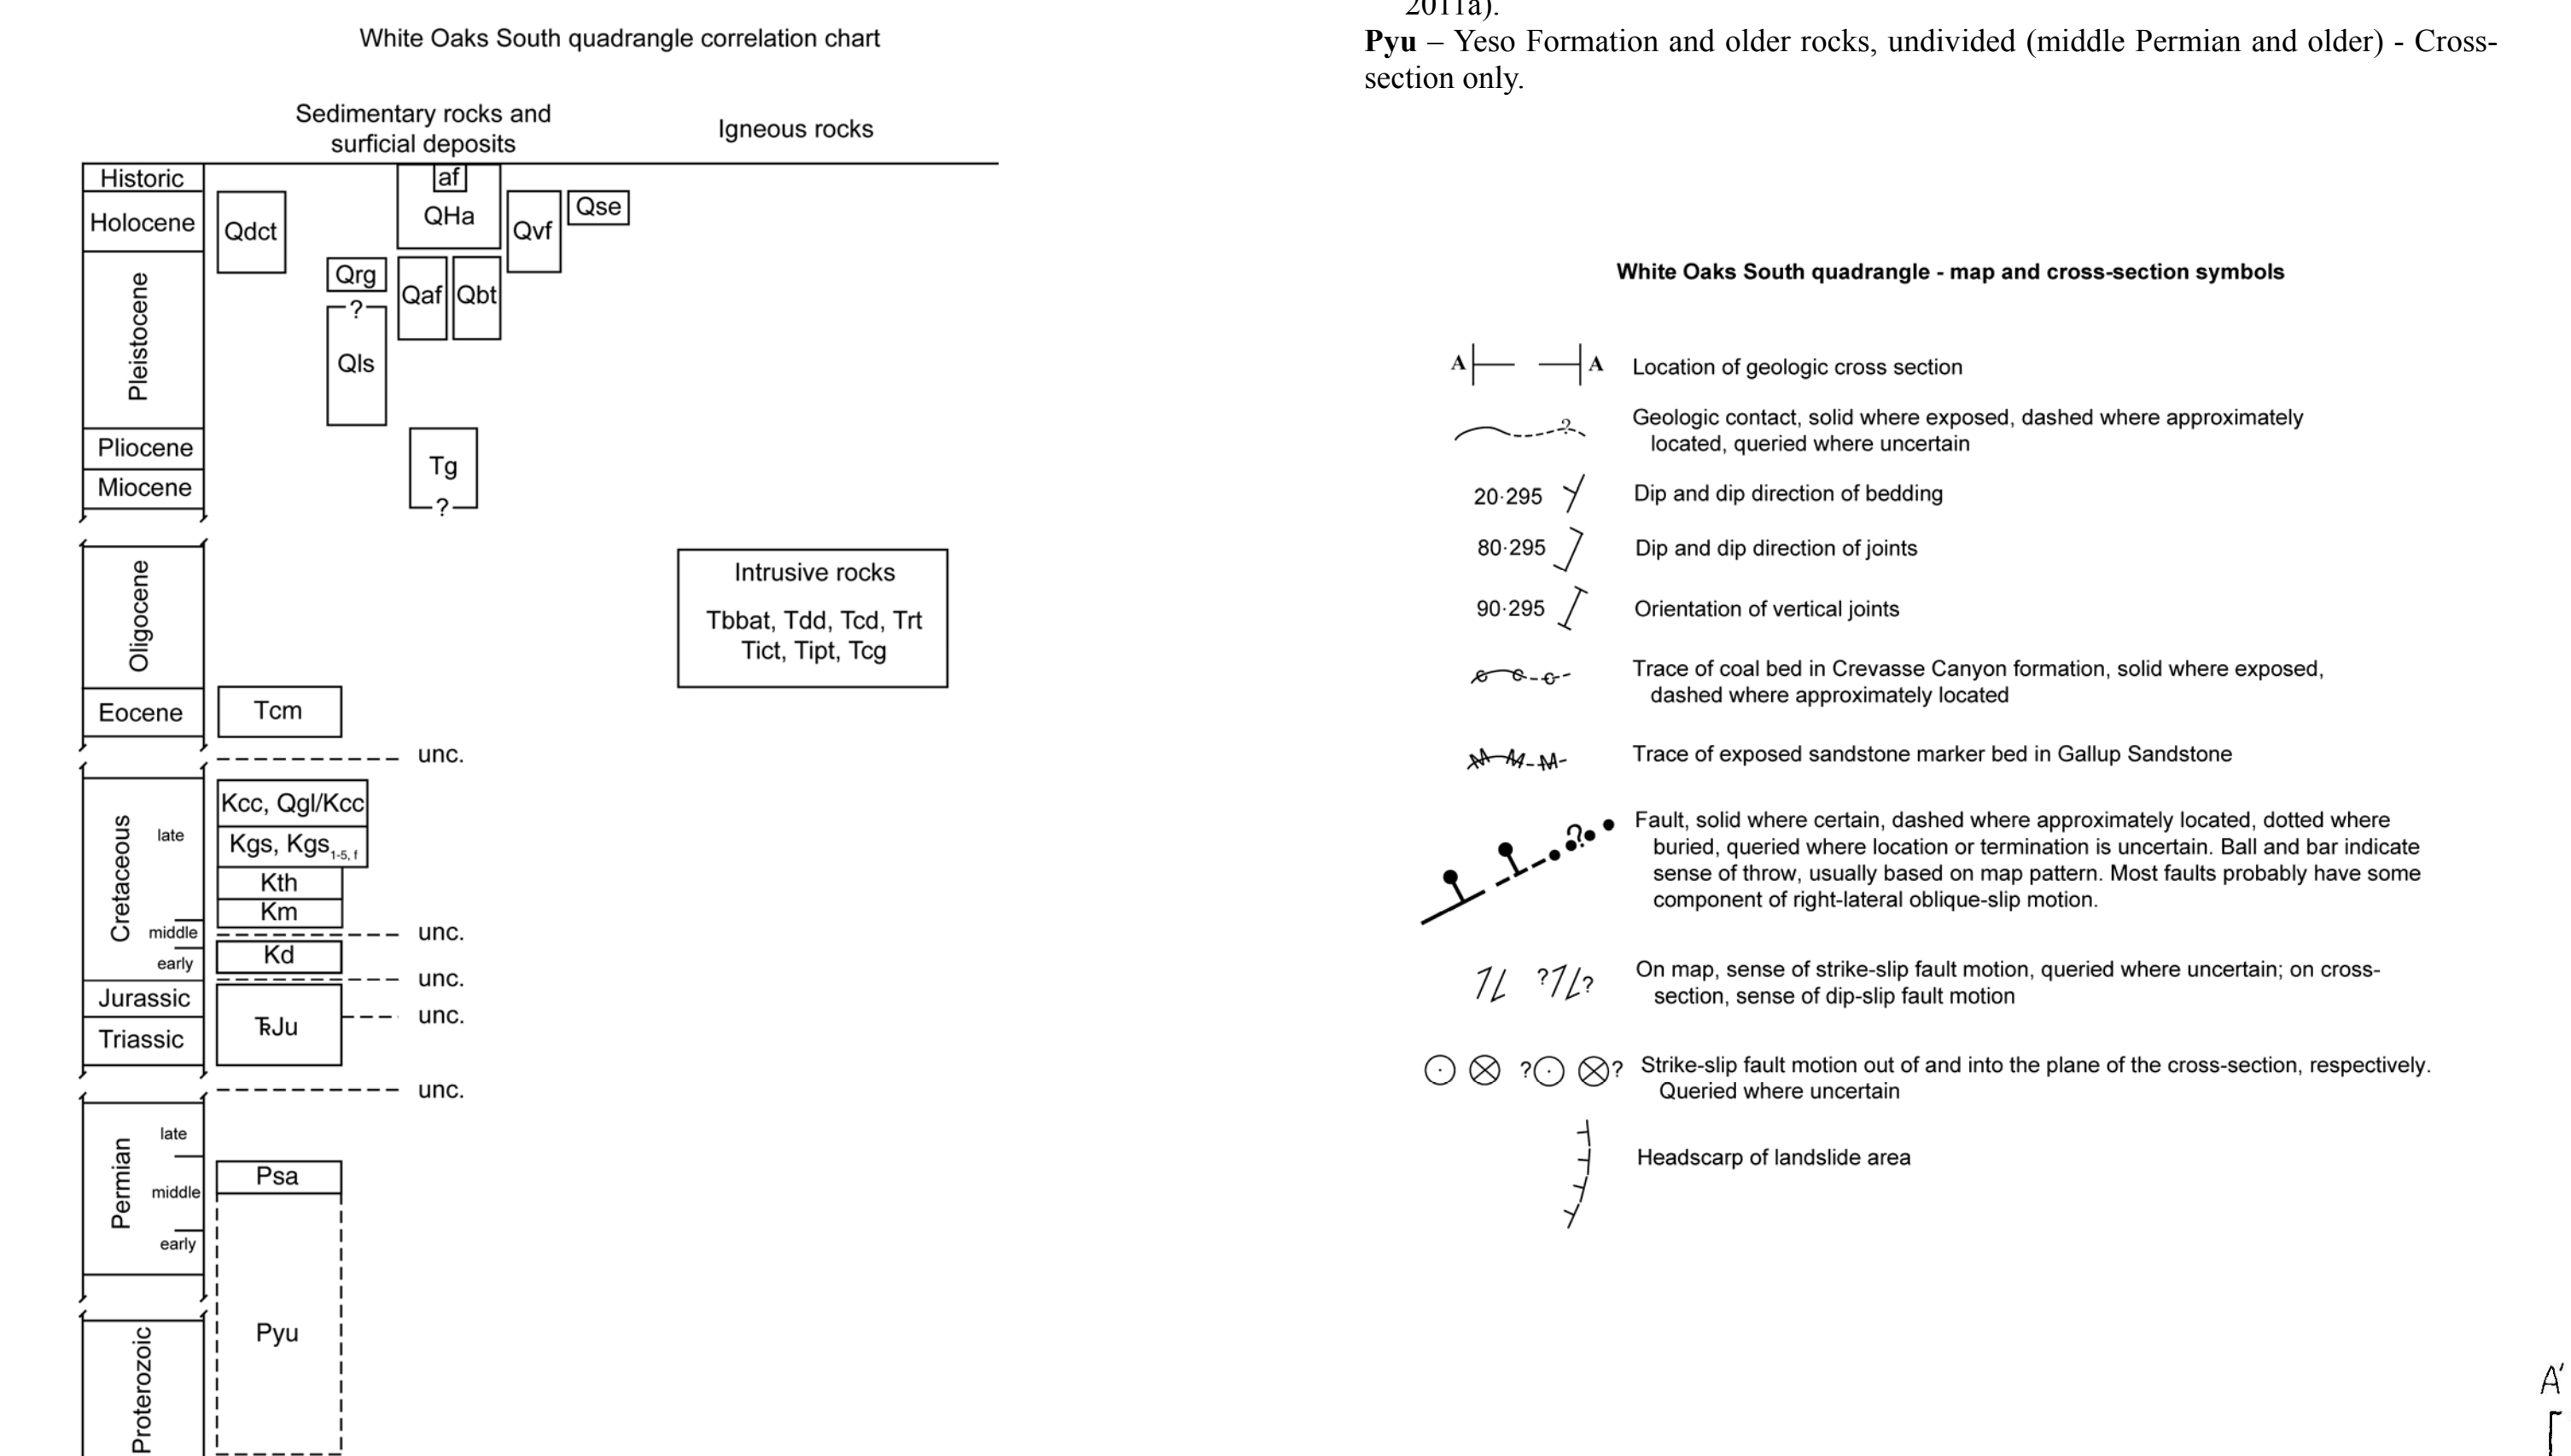 White Oaks South quadrangle correlation chart
Sedimentary rocks and
surficial deposits
Igneous rocks
Historic
Holocene
Pleistocene
Pliocene
Miocene
Oligocene
Eocene
Cretaceous
late
middle
early
Jurassic
Triassic
Permian
late
middle
early
Proterozoic
af
QHa
Qdct
Qvf
Qse
Qrg
Qaf
Qbt
?
Qls
Tg
?
Intrusive rocks
Tbbat, Tdd, Tcd, Trt
Tict, Tipt, Tcg
Tcm
unc.
Kcc, Qgl/Kcc
Kgs, Kgs1-5, f
Kth
Km
unc.
Kd
unc.
TRJu
unc.
unc.
Psa
Pyu
2011a).
Pyu – Yeso Formation and older rocks, undivided (middle Permian and older) - Cross-
section only.
White Oaks South quadrangle - map and cross-section symbols
A A Location of geologic cross section
? Geologic contact, solid where exposed, dashed where approximately
located, queried where uncertain
20·295 Dip and dip direction of bedding
80·295 Dip and dip direction of joints
90·295 Orientation of vertical joints
c c c Trace of coal bed in Crevasse Canyon formation, solid where exposed,
dashed where approximately located
M M M Trace of exposed sandstone marker bed in Gallup Sandstone
? Fault, solid where certain, dashed where approximately located, dotted where
buried, queried where location or termination is uncertain. Ball and bar indicate
sense of throw, usually based on map pattern. Most faults probably have some
component of right-lateral oblique-slip motion.
? ? On map, sense of strike-slip fault motion, queried where uncertain; on cross-
section, sense of dip-slip fault motion
? ? Strike-slip fault motion out of and into the plane of the cross-section, respectively.
Queried where uncertain
Headscarp of landslide area
A'